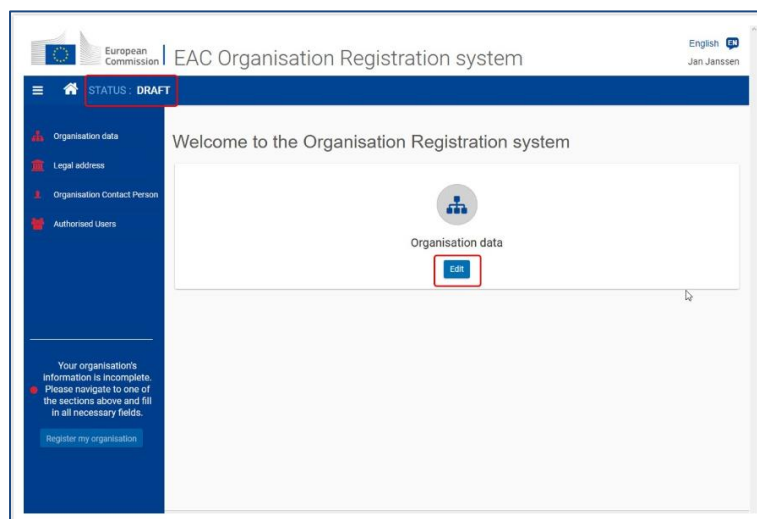 European
Commission
EAC Organisation Registration system
English EN
Jan Janssen
STATUS : DRAFT
Organisation data
Legal address
Organisation Contact Person
Authorised Users
Welcome to the Organisation Registration system
Organisation data
Edit
Your organisation's
information is incomplete.
Please navigate to one of
the sections above and fill
in all necessary fields.
Register my organisation